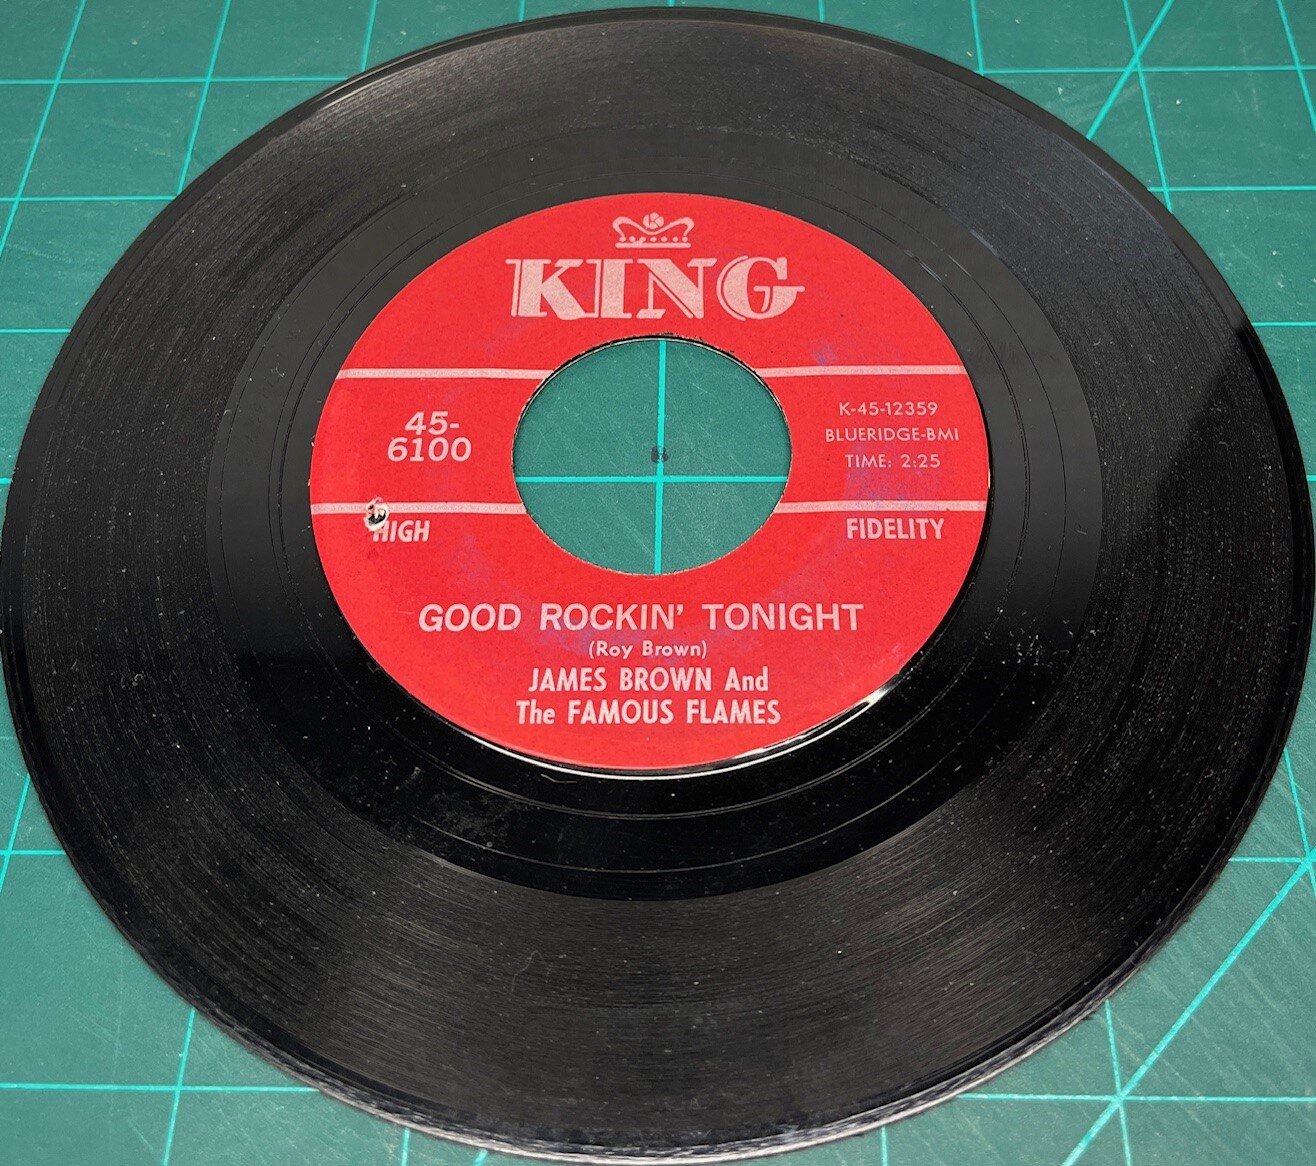 K
KING
45-
6100
K-45-12359
BLUERIDGE-BMI
TIME: 2:25
HIGH
FIDELITY
GOOD ROCKIN' TONIGHT
(Roy Brown)
JAMES BROWN And
The FAMOUS FLAMES